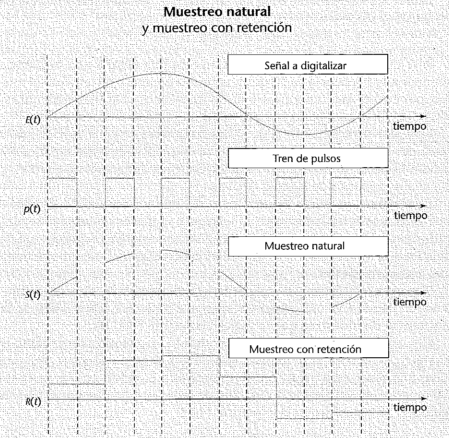 Muestreo natural
y muestreo con retención
Señal a digitalizar
E(t)
tiempo
Tren de pulsos
p(t)
tiempo
Muestreo natural
S(t)
tiempo
Muestreo con retención
R(t)
tiempo